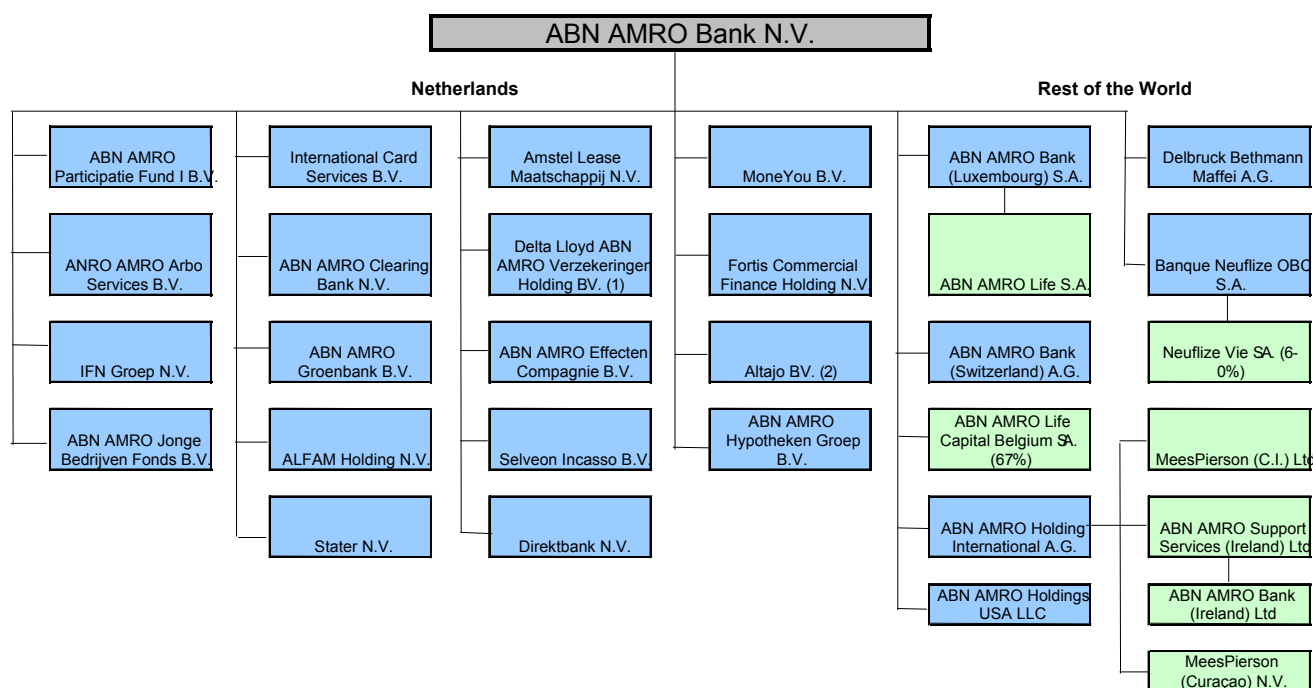 ABN AMRO Bank N.V.
Netherlands
Rest of the World
ABN AMRO
Participatie Fund I B.V.
ANRO AMRO Arbo
Services B.V.
IFN Groep N.V.
ABN AMRO Jonge
Bedrijven Fonds B.V.
International Card
Services B.V.
ABN AMRO Clearing
Bank N.V.
ABN AMRO
Groenbank B.V.
ALFAM Holding N.V.
Stater N.V.
Amstel Lease
Maatschappij N.V.
Delta Lloyd ABN
AMRO Verzekeringen
Holding BV. (1)
ABN AMRO Effecten
Compagnie B.V.
Selveon Incasso B.V.
Direktbank N.V.
MoneYou B.V.
Fortis Commercial
Finance Holding N.V.
Altajo BV. (2)
ABN AMRO
Hypotheken Groep
B.V.
ABN AMRO Bank
(Luxembourg) S.A.
ABN AMRO Life S.A.
ABN AMRO Bank
(Switzerland) A.G.
ABN AMRO Life
Capital Belgium SA.
(67%)
ABN AMRO Holding
International A.G.
ABN AMRO Holdings
USA LLC
Delbruck Bethmann
Maffei A.G.
Banque Neuflize OBC
S.A.
Neuflize Vie SA. (6-
0%)
MeesPierson (C.I.) Ltd
ABN AMRO Support
Services (Ireland) Ltd
ABN AMRO Bank
(Ireland) Ltd
MeesPierson
(Curaçao) N.V.